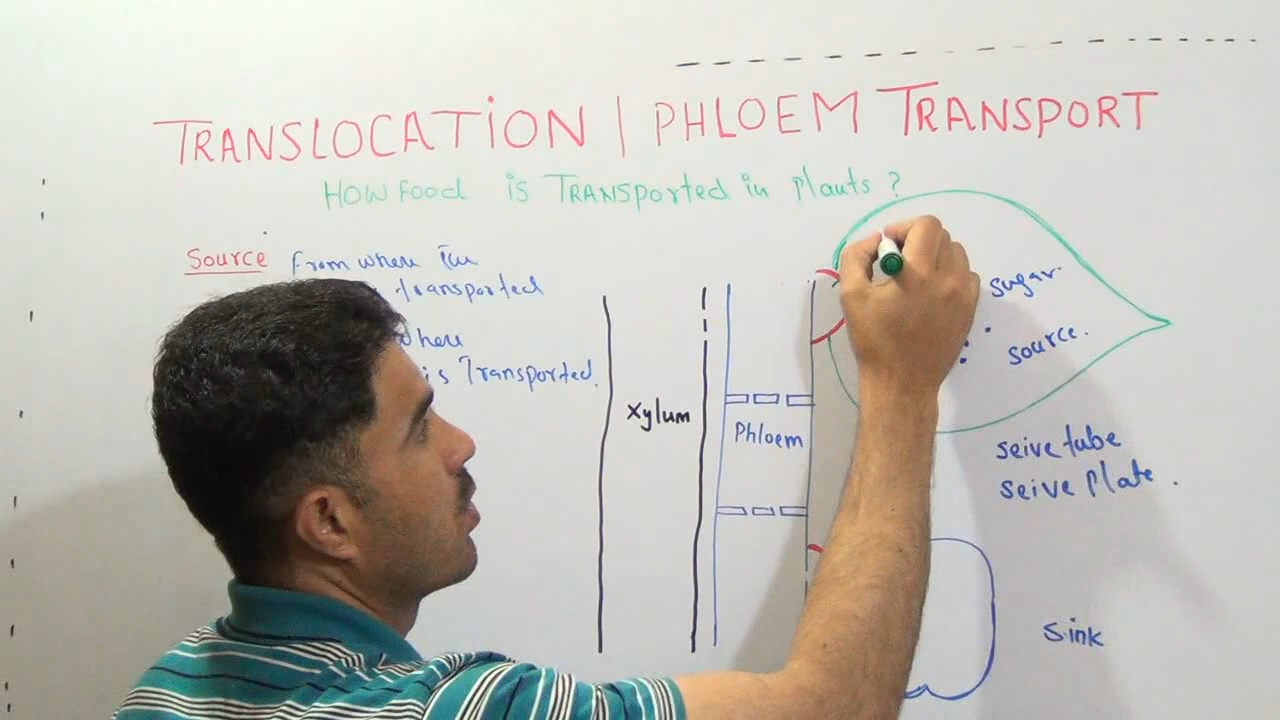 TRANSLOCATION | PHLOEM TRANSPORT
HOW Food is TRANSPorted in plants ?
Source from where the
transported
where
is Transported.
Xylum
Phloem
sugar.
source.
seive tube
seive plate .
Sink